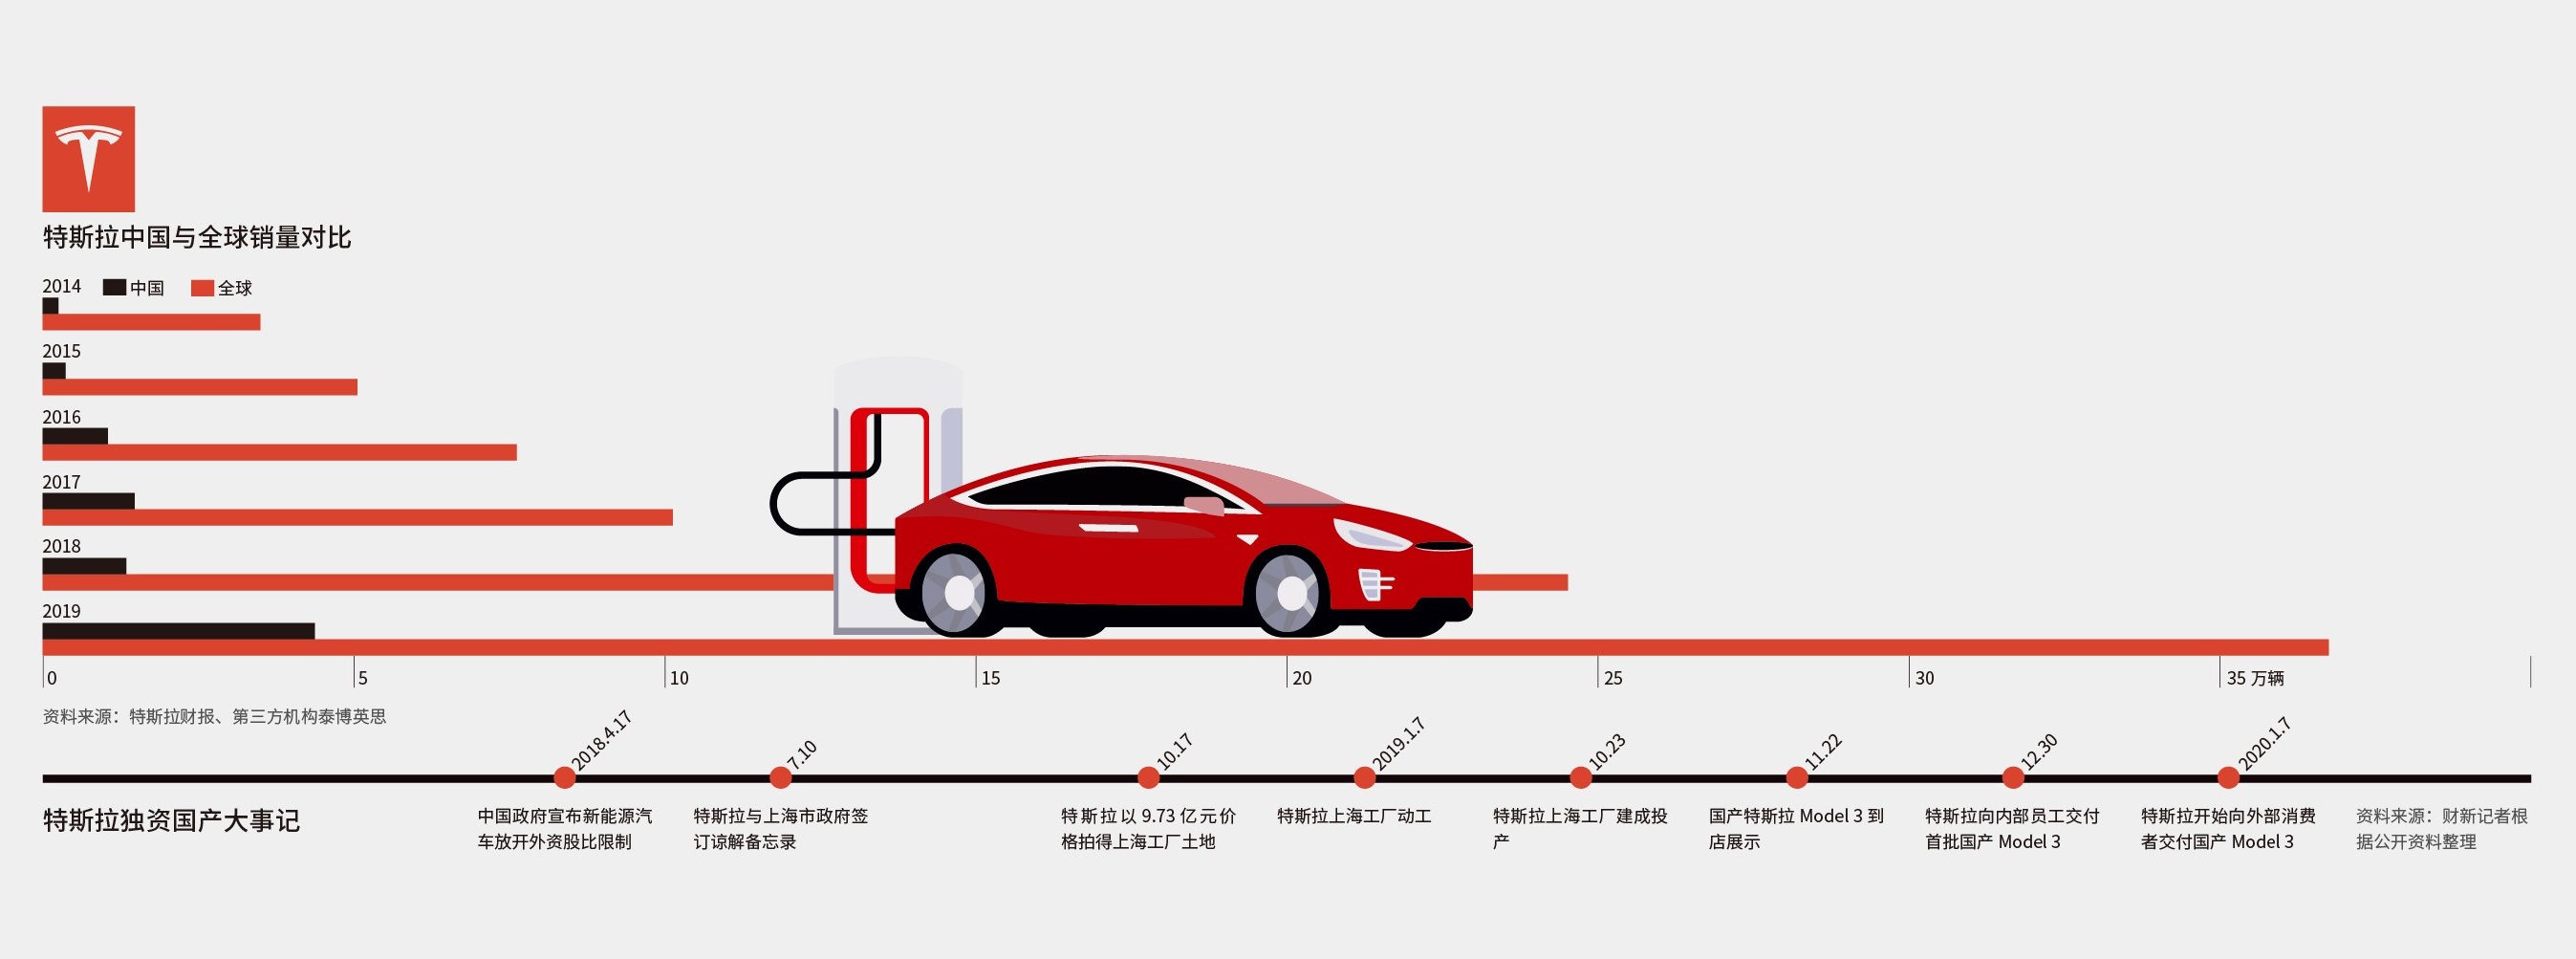 特斯拉中国与全球销量对比
2014 中国 全球
2015
2016
2017
2018
2019
0 5 10 15 20 25 30 35 万辆
资料来源：特斯拉财报、第三方机构泰博英思
特斯拉独资国产大事记
2018.4.17
中国政府宣布新能源汽
车放开外资股比限制
7.10
特斯拉与上海市政府签
订谅解备忘录
10.17
特斯拉以 9.73 亿元价
格拍得上海工厂土地
2019.1.7
特斯拉上海工厂动工
10.23
特斯拉上海工厂建成投
产
11.22
国产特斯拉 Model 3 到
店展示
12.30
特斯拉向内部员工交付
首批国产 Model 3
2020.1.7
特斯拉开始向外部消费
者交付国产 Model 3
资料来源：财新记者根
据公开资料整理